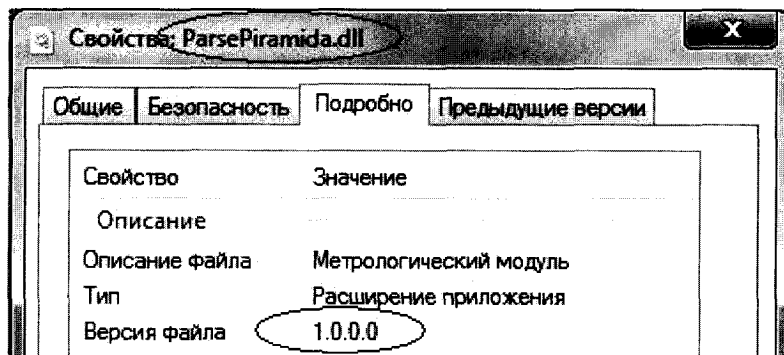 Свойства: ParsePiramida.dll
X
Общие Безопасность Подробно Предыдущие версии
Свойство Значение
Описание
Описание файла Метрологический модуль
Тип Расширение приложения
Версия файла 1.0.0.0